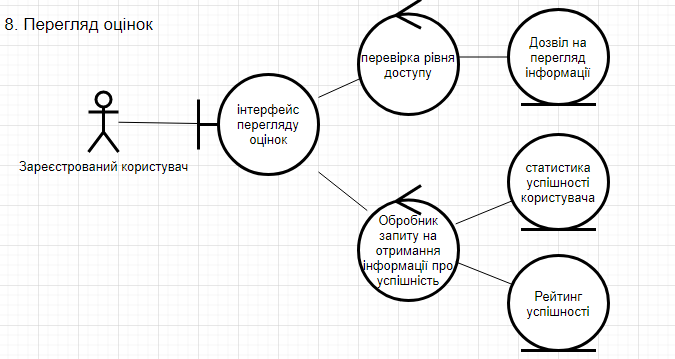 8. Перегляд оцінок
Зареєстрований користувач
інтерфейс
перегляду
оцінок
перевірка рівня
доступу
Дозвіл на
перегляд
інформації
Обробник
запиту на
отримання
інформації про
успішність
статистика
успішності
користувача
Рейтинг
успішності